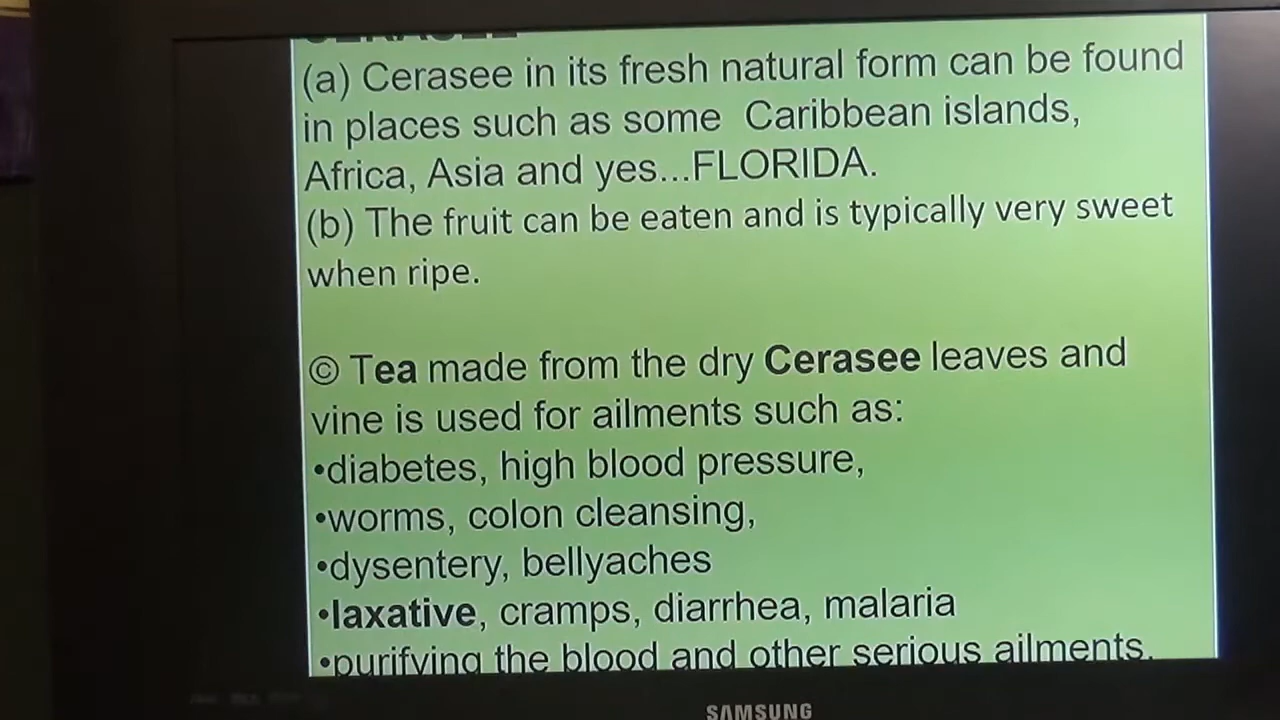 CERASEE
(a) Cerasee in its fresh natural form can be found
in places such as some Caribbean islands,
Africa, Asia and yes...FLORIDA.
(b) The fruit can be eaten and is typically very sweet
when ripe.
© Tea made from the dry Cerasee leaves and
vine is used for ailments such as:
•diabetes, high blood pressure,
•worms, colon cleansing,
•dysentery, bellyaches
•laxative, cramps, diarrhea, malaria
•purifying the blood and other serious ailments.
SAMSUNG